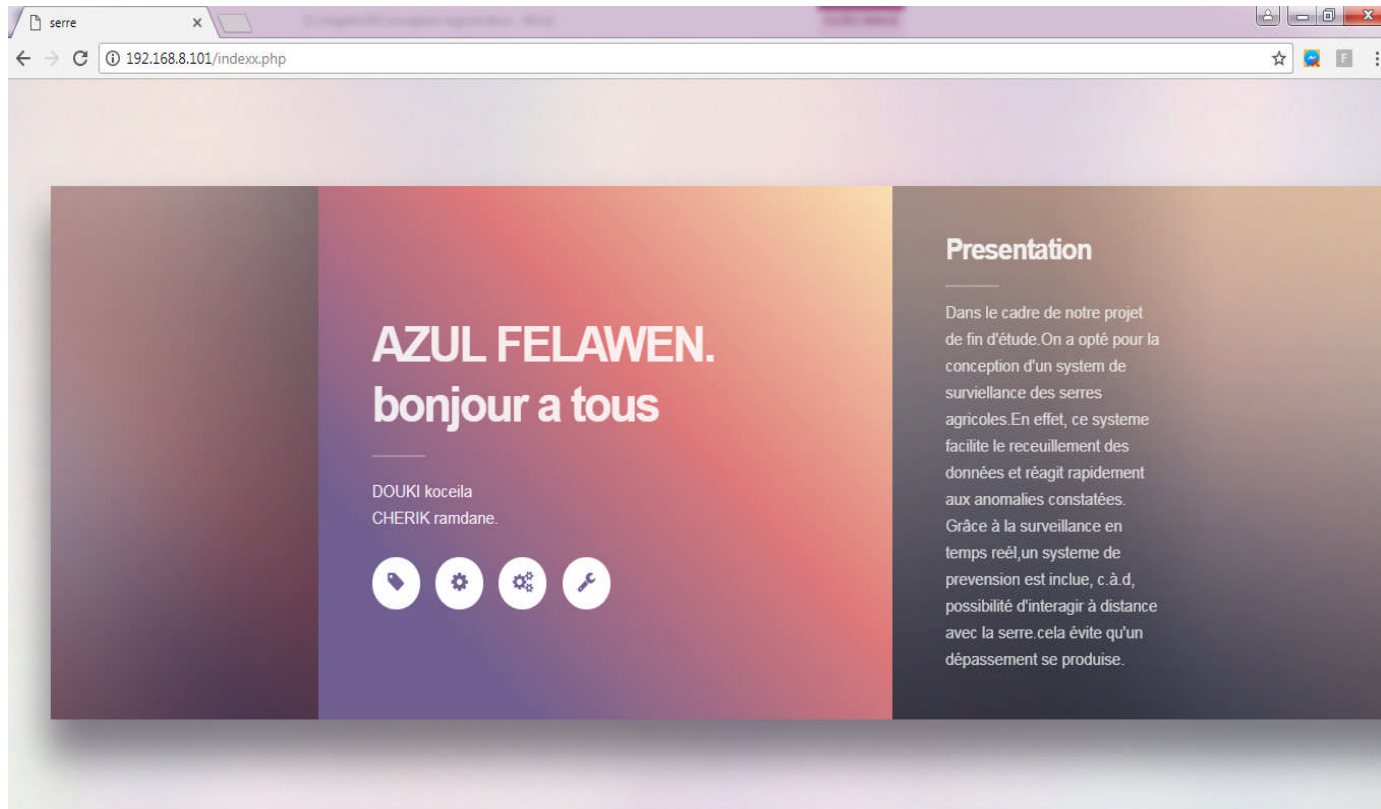 serre
192.168.8.101/indexx.php
F
AZUL FELAWEN.
bonjour a tous
DOUKI koceila
CHERIK ramdane.
Presentation
Dans le cadre de notre projet
de fin d'étude.On a opté pour la
conception d'un system de
surviellance des serres
agricoles.En effet, ce systeme
facilite le receuillement des
données et réagit rapidement
aux anomalies constatées.
Grâce à la surveillance en
temps reél,un systeme de
prevension est inclue, c.à.d,
possibilité d'interagir à distance
avec la serre.cela évite qu'un
dépassement se produise.